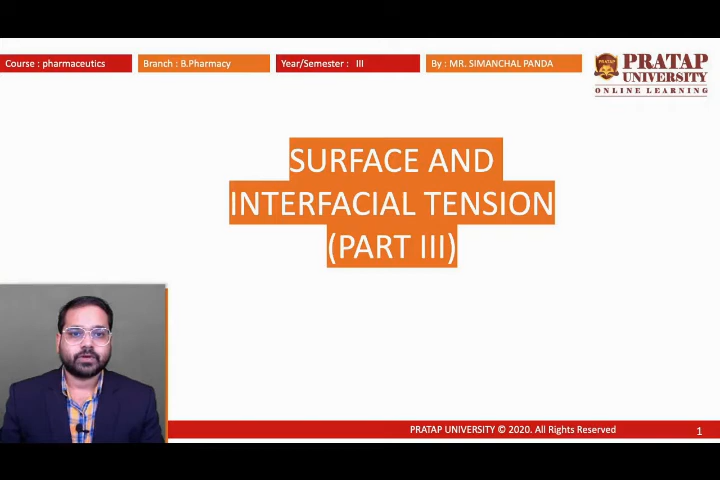 Course : pharmaceutics
Branch : B.Pharmacy
Year/Semester : III
By : MR. SIMANCHAL PANDA
PRATAP
PRATAP
UNIVERSITY
ONLINE LEARNING
SURFACE AND
INTERFACIAL TENSION
(PART III)
PRATAP UNIVERSITY © 2020. All Rights Reserved
1